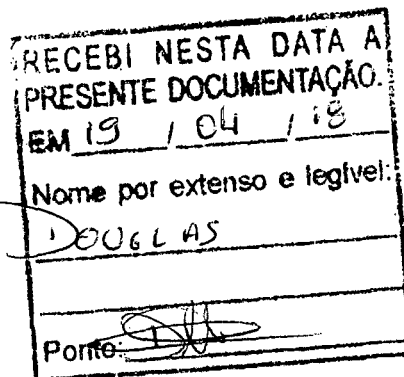 RECEBI NESTA DATA A
PRESENTE DOCUMENTAÇÃO.
EM 19 / 04 / 18
Nome por extenso e legível:
DOUGLAS
Ponto: